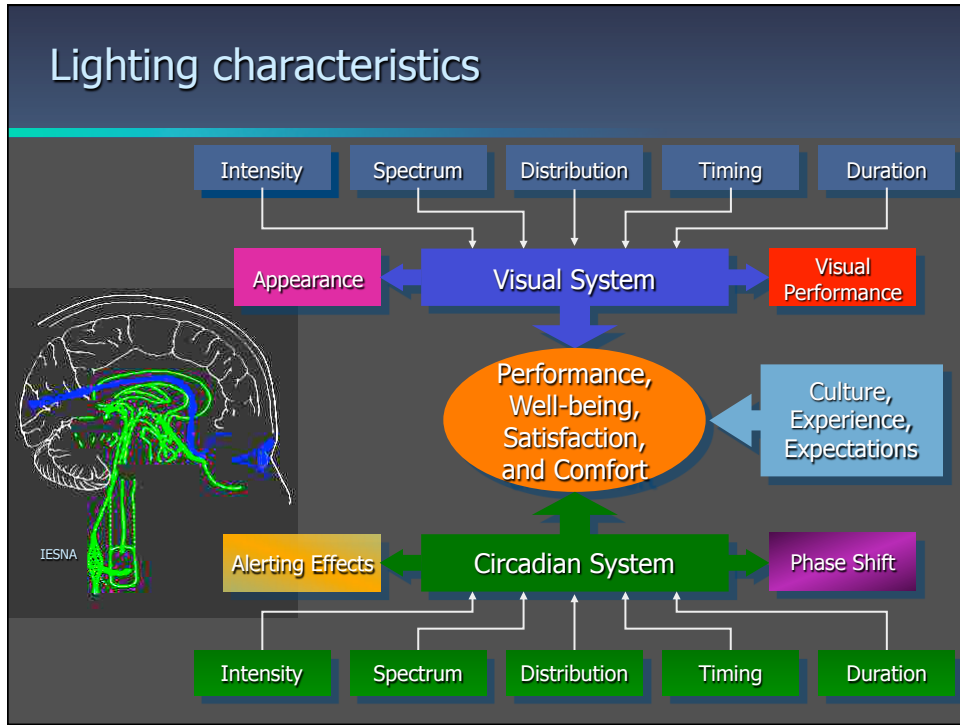 Lighting characteristics
Intensity
Spectrum
Distribution
Timing
Duration
Appearance
Visual System
Visual
Performance
Performance,
Well-being,
Satisfaction,
and Comfort
Culture,
Experience,
Expectations
IESNA
Alerting Effects
Circadian System
Phase Shift
Intensity
Spectrum
Distribution
Timing
Duration